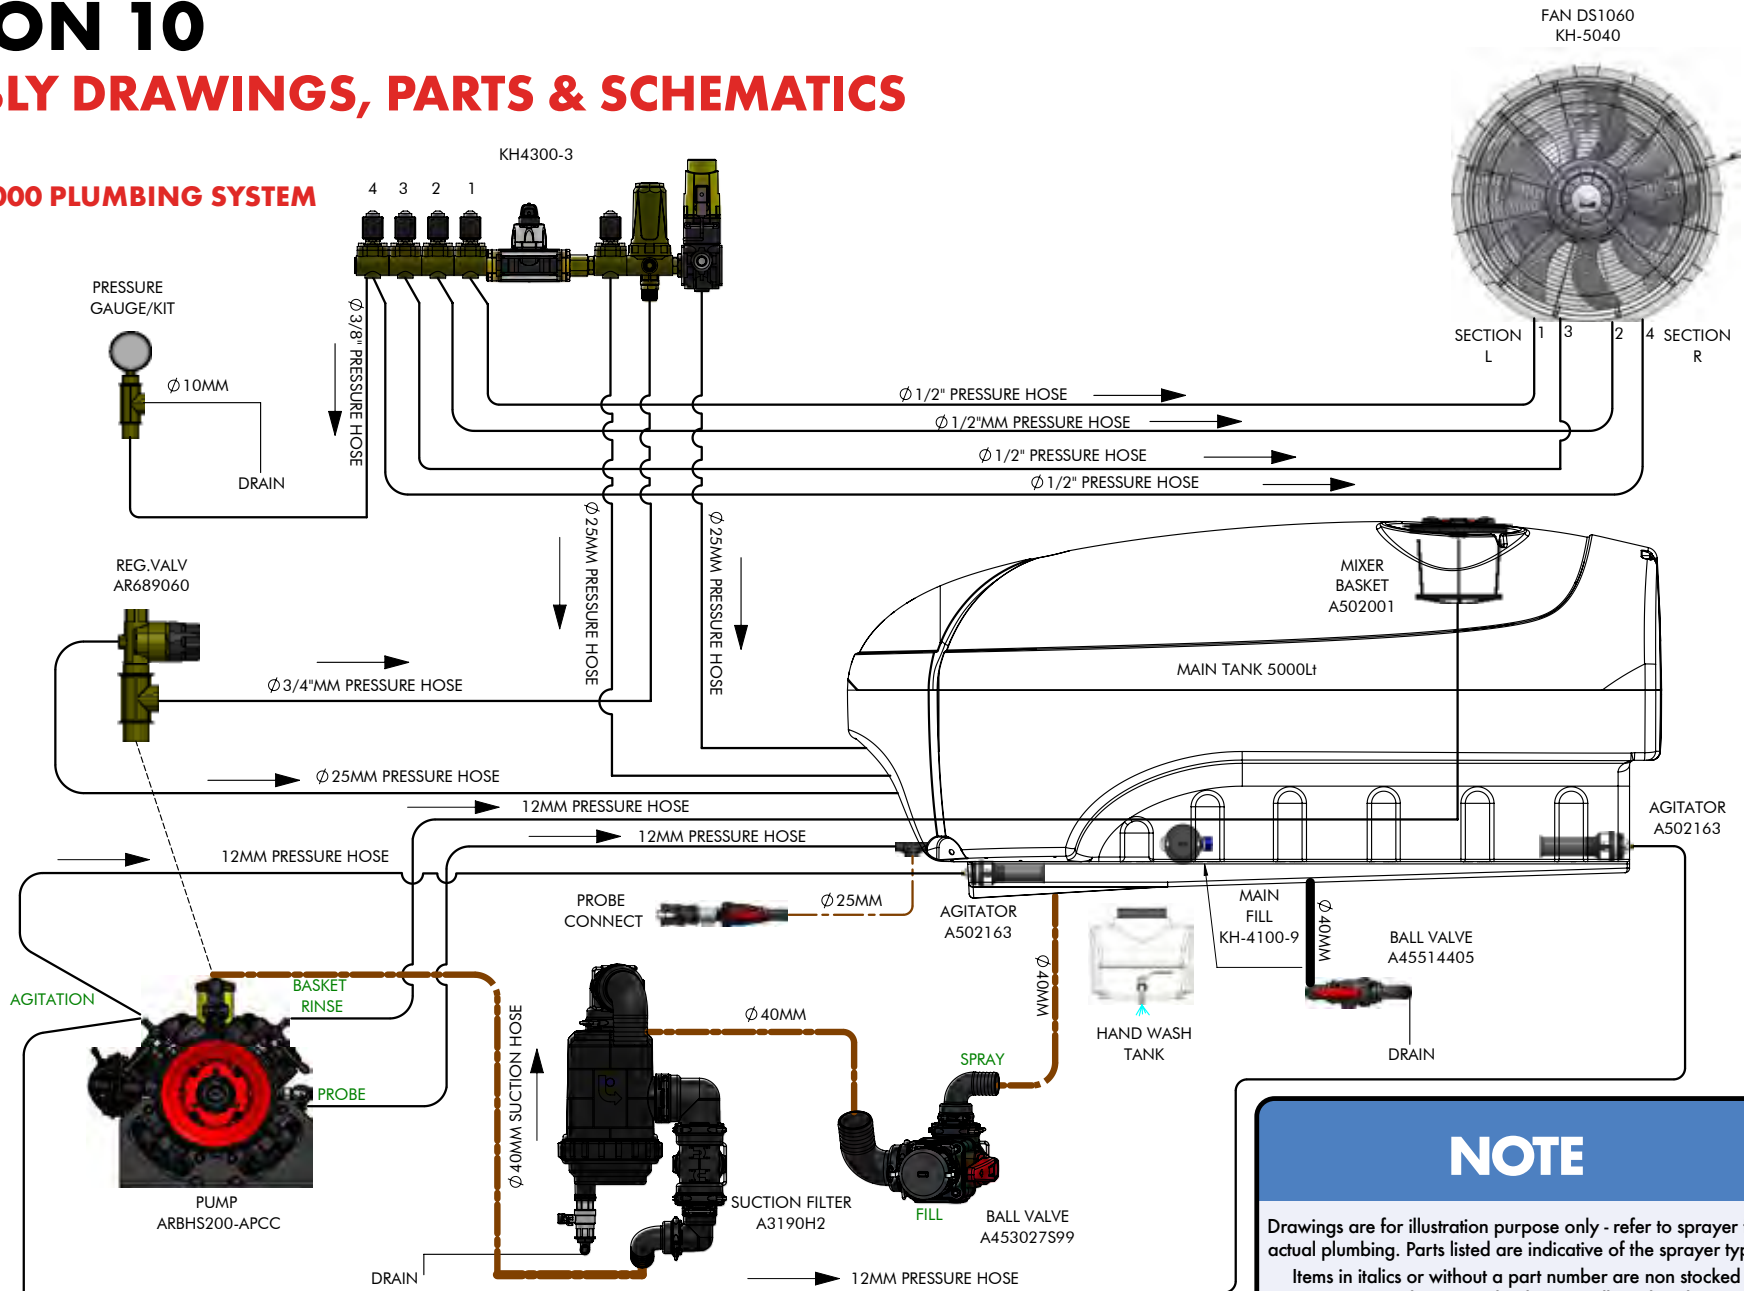 ON 10
BLY DRAWINGS, PARTS & SCHEMATICS
000 PLUMBING SYSTEM
KH4300-3
4 3 2 1
FAN DS1060
KH-5040
SECTION
L
1 3 2 4
SECTION
R
PRESSURE
GAUGE/KIT
Ø10MM
DRAIN
Ø3/8" PRESSURE HOSE
Ø1/2" PRESSURE HOSE
Ø1/2"MM PRESSURE HOSE
Ø1/2" PRESSURE HOSE
Ø1/2" PRESSURE HOSE
Ø25MM PRESSURE HOSE
Ø25MM PRESSURE HOSE
REG.VALV
AR689060
Ø3/4"MM PRESSURE HOSE
Ø25MM PRESSURE HOSE
12MM PRESSURE HOSE
12MM PRESSURE HOSE
12MM PRESSURE HOSE
MIXER
BASKET
A502001
MAIN TANK 5000Lt
AGITATOR
A502163
PROBE
CONNECT
Ø25MM
AGITATOR
A502163
MAIN
FILL
KH-4100-9
Ø40MM
BALL VALVE
A45514405
DRAIN
HAND WASH
TANK
AGITATION
BASKET
RINSE
PROBE
PUMP
ARBHS200-APCC
Ø40MM SUCTION HOSE
Ø40MM
Ø40MM
SPRAY
FILL
SUCTION FILTER
A3190H2
BALL VALVE
A453027S99
DRAIN
12MM PRESSURE HOSE
NOTE
Drawings are for illustration purpose only - refer to sprayer
actual plumbing. Parts listed are indicative of the sprayer typ
Items in italics or without a part number are non stocked